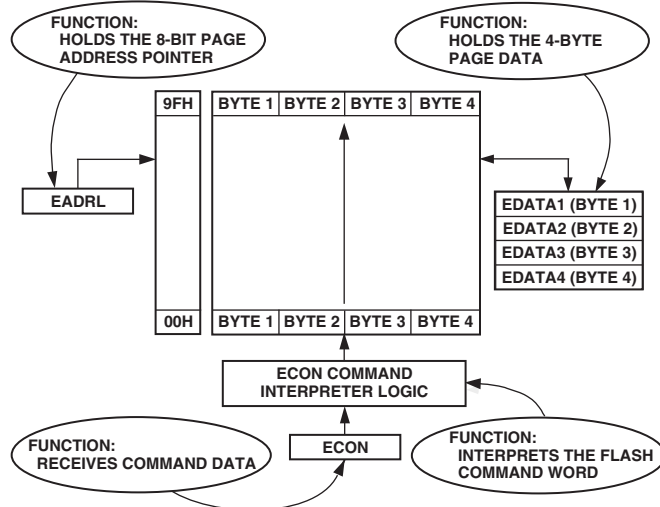 FUNCTION:
HOLDS THE 8-BIT PAGE
ADDRESS POINTER
FUNCTION:
HOLDS THE 4-BYTE
PAGE DATA
9FH
BYTE 1 BYTE 2 BYTE 3 BYTE 4
EADRL
EDATA1 (BYTE 1)
EDATA2 (BYTE 2)
EDATA3 (BYTE 3)
EDATA4 (BYTE 4)
00H
BYTE 1 BYTE 2 BYTE 3 BYTE 4
ECON COMMAND
INTERPRETER LOGIC
FUNCTION:
RECEIVES COMMAND DATA
ECON
FUNCTION:
INTERPRETS THE FLASH
COMMAND WORD